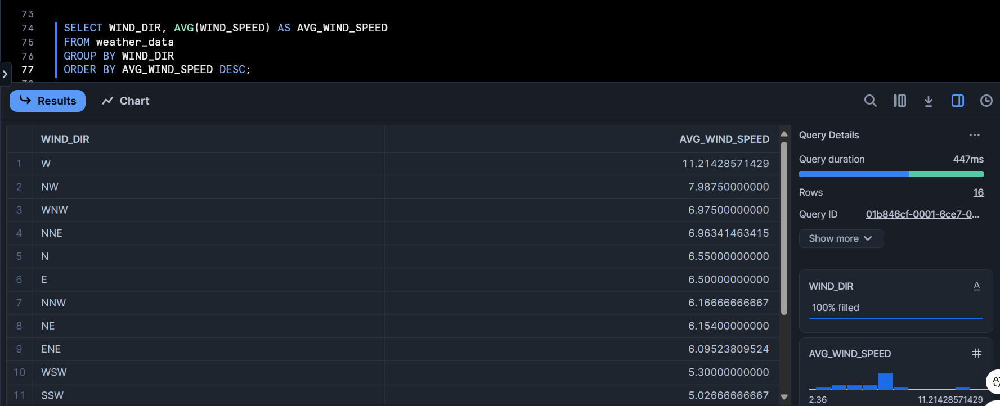 73
74 SELECT WIND_DIR, AVG(WIND_SPEED) AS AVG_WIND_SPEED
75 FROM weather_data
76 GROUP BY WIND_DIR
77 ORDER BY AVG_WIND_SPEED DESC;
Results Chart
WIND_DIR AVG_WIND_SPEED
1 W 11.21428571429
2 NW 7.98750000000
3 WNW 6.97500000000
4 NNE 6.96341463415
5 N 6.55000000000
6 E 6.50000000000
7 NNW 6.16666666667
8 NE 6.15400000000
9 ENE 6.09523809524
10 WSW 5.30000000000
11 SSW 5.02666666667
Query Details
Query duration 447ms
Rows 16
Query ID 01b846cf-0001-6ce7-0...
Show more
WIND_DIR A
100% filled
AVG_WIND_SPEED #
2.36 11.21428571429